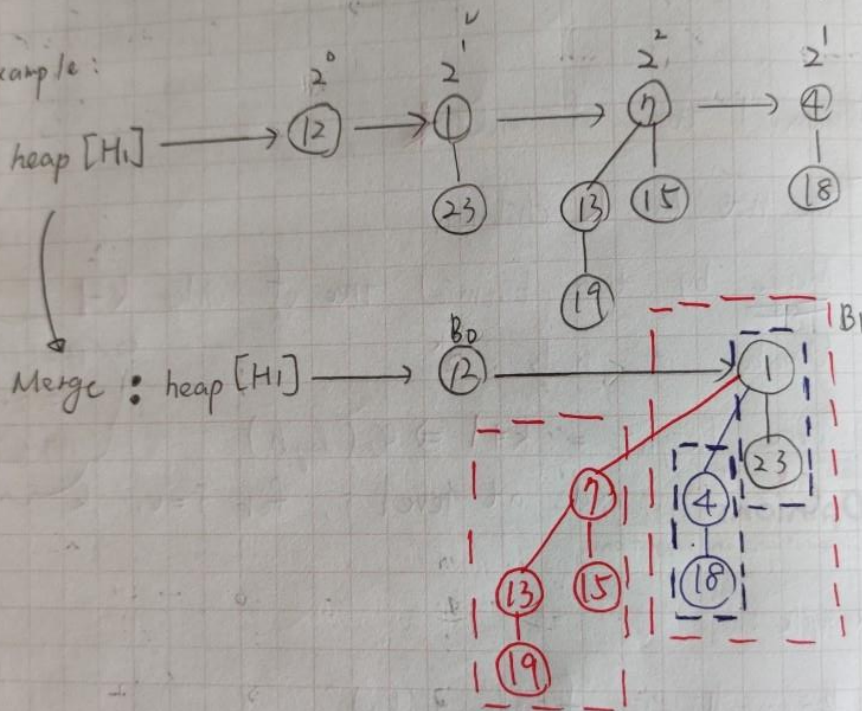 xample:
2⁰ 2¹ 2² 2¹
heap [H1] → 12 → 1 → 7 → 4
23 13 15 18
19
B0
Merge : heap [H1] → 12 → 1
23
7 4
13 15 18
19